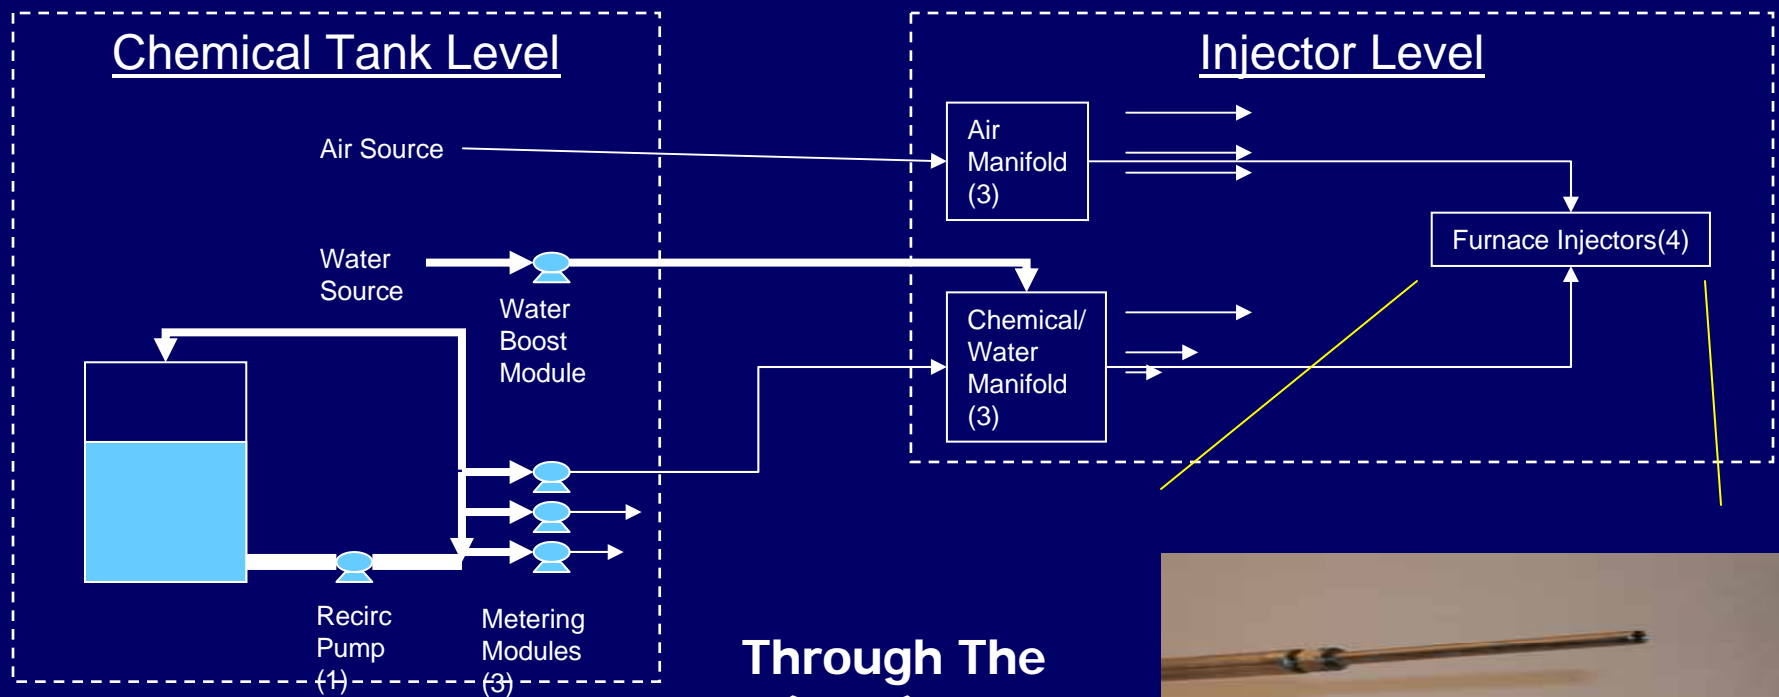 Chemical Tank Level
Injector Level
Air Source
Air
Manifold
(3)
Water
Source
Water
Boost
Module
Furnace Injectors(4)
Chemical/
Water
Manifold
(3)
Recirc
Pump
(1)
Metering
Modules
(3)
Through The